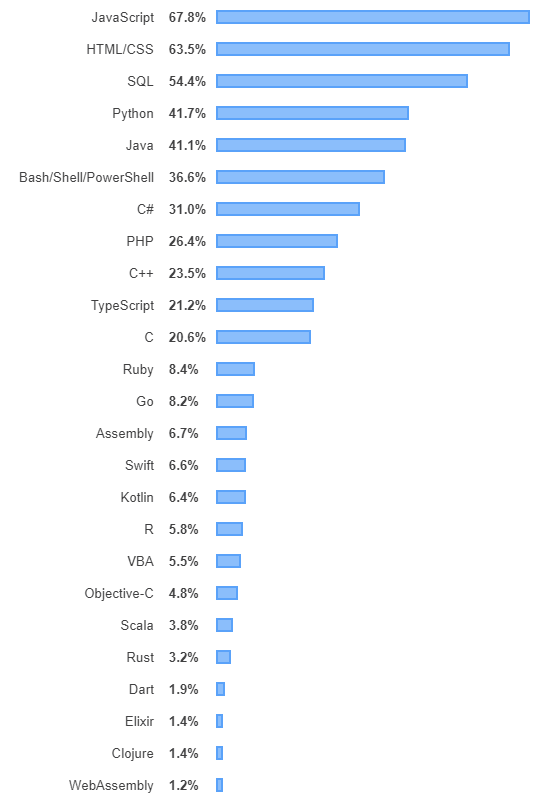 JavaScript 67.8%
HTML/CSS 63.5%
SQL 54.4%
Python 41.7%
Java 41.1%
Bash/Shell/PowerShell 36.6%
C# 31.0%
PHP 26.4%
C++ 23.5%
TypeScript 21.2%
C 20.6%
Ruby 8.4%
Go 8.2%
Assembly 6.7%
Swift 6.6%
Kotlin 6.4%
R 5.8%
VBA 5.5%
Objective-C 4.8%
Scala 3.8%
Rust 3.2%
Dart 1.9%
Elixir 1.4%
Clojure 1.4%
WebAssembly 1.2%